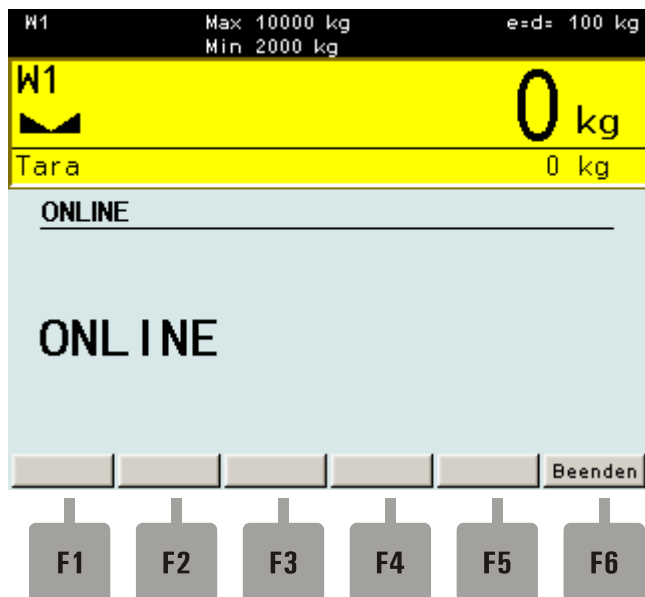 W1 Max 10000 kg e=d= 100 kg
Min 2000 kg
W1
0 kg
Tara 0 kg
ONLINE
ONLINE
Beenden
F1 F2 F3 F4 F5 F6